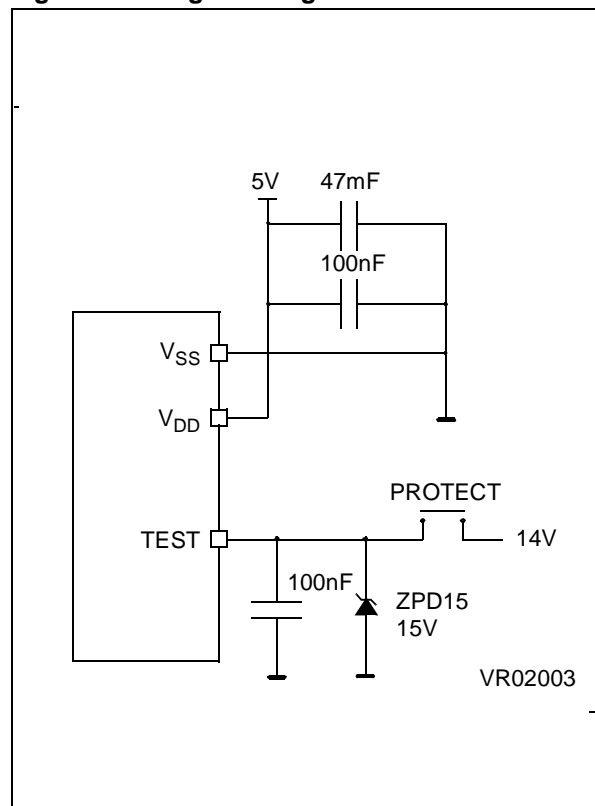 5V 47mF
100nF
VSS
VDD
PROTECT
TEST 14V
100nF ZPD15
15V
VR02003